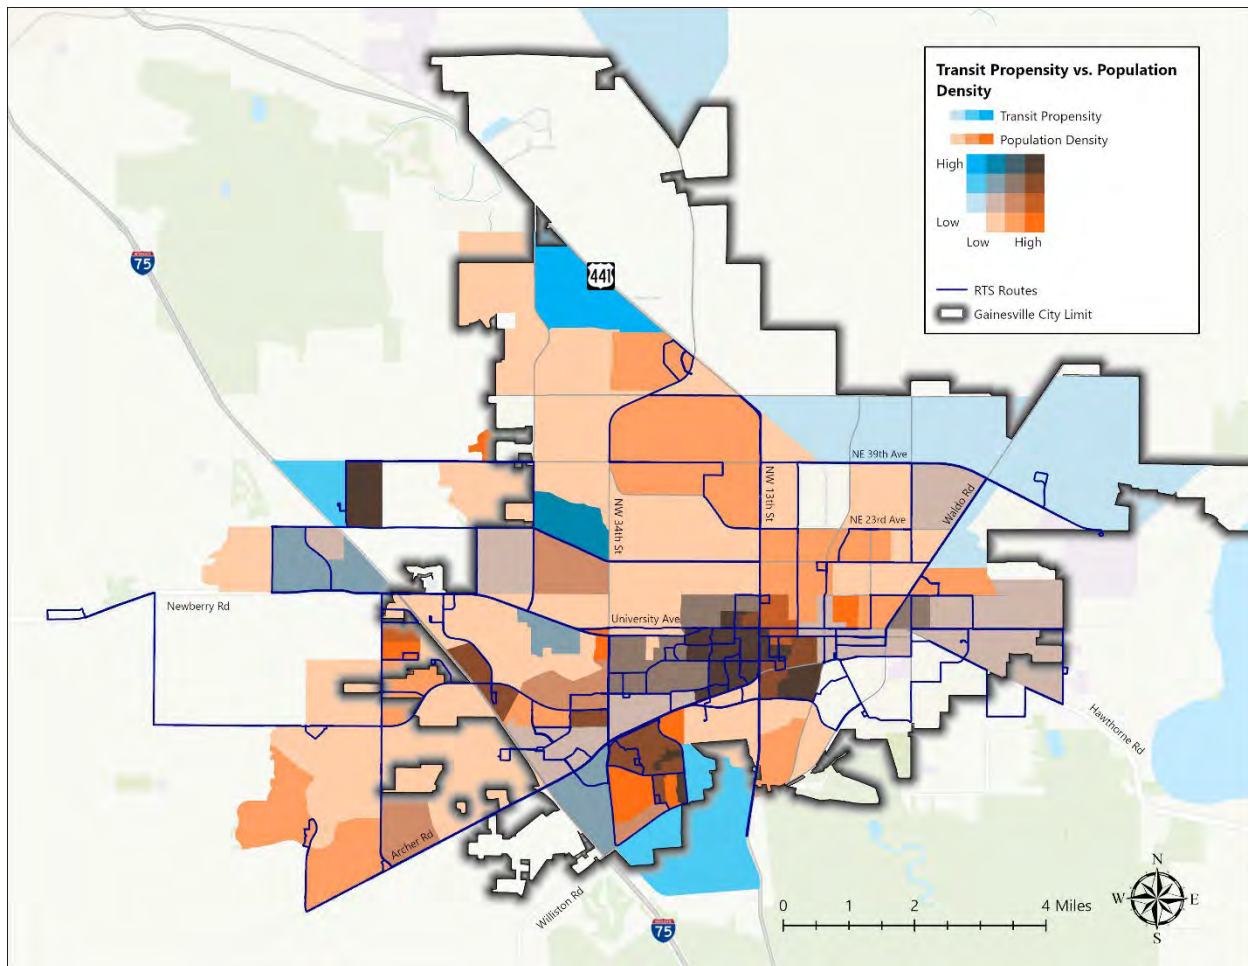 Transit Propensity vs. Population
Density
Transit Propensity
Population Density
High
Low
Low High
RTS Routes
Gainesville City Limit
75
441
NE 39th Ave
NW 13th St
Waldo Rd
NW 34th St
NE 23rd Ave
Newberry Rd
University Ave
Hawthorne Rd
Archer Rd
Williston Rd
75
0 1 2 4 Miles
N
W E
S